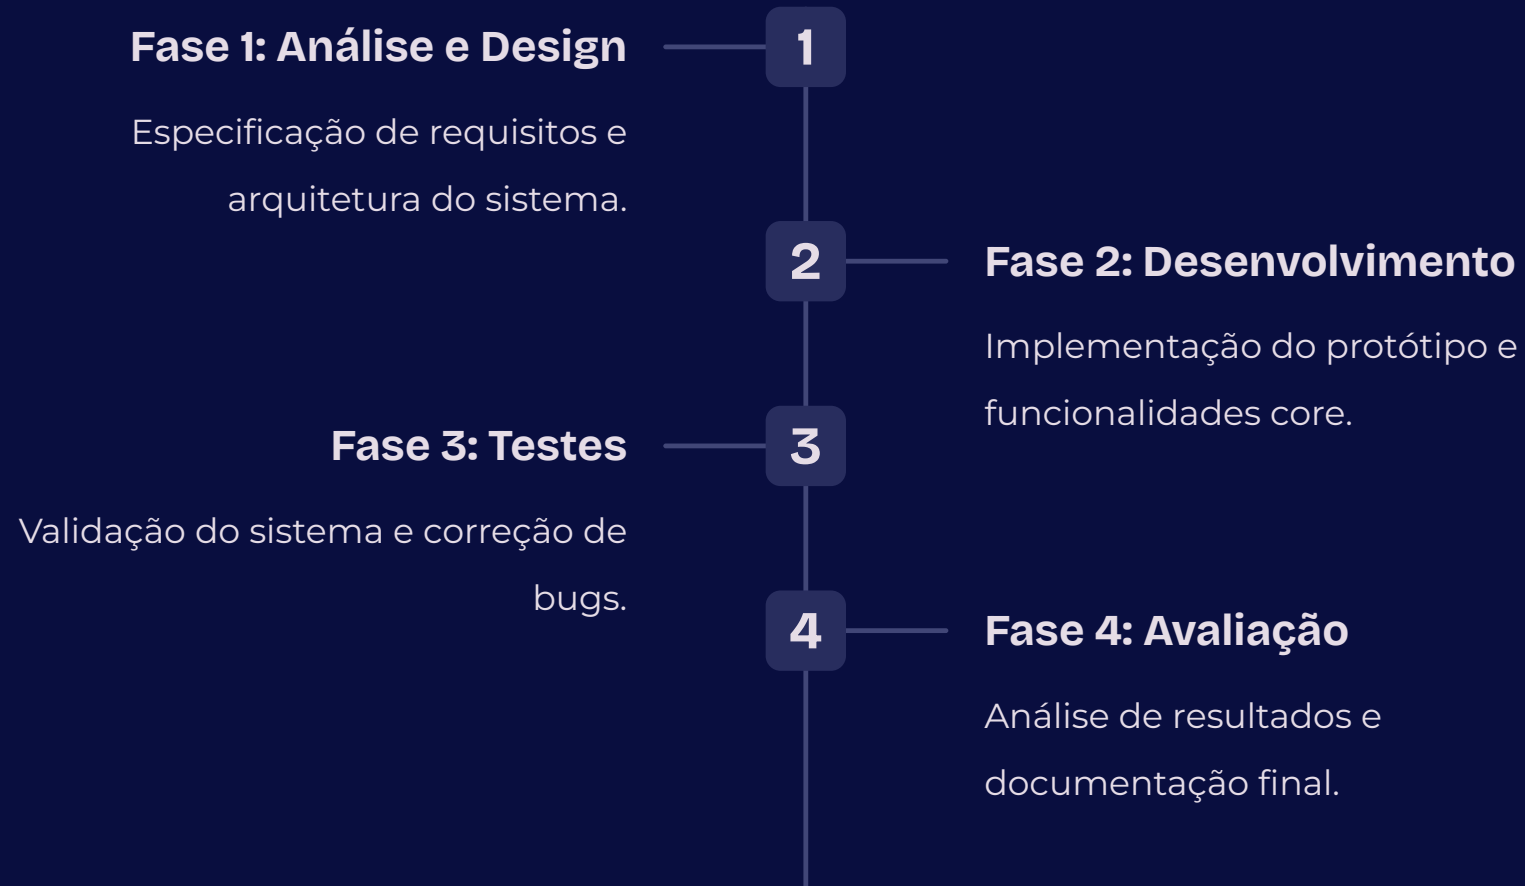 Fase 1: Análise e Design
1
Especificação de requisitos e
arquitetura do sistema.
2
Fase 2: Desenvolvimento
Implementação do protótipo e
funcionalidades core.
Fase 3: Testes
3
Validação do sistema e correção de
bugs.
4
Fase 4: Avaliação
Análise de resultados e
documentação final.